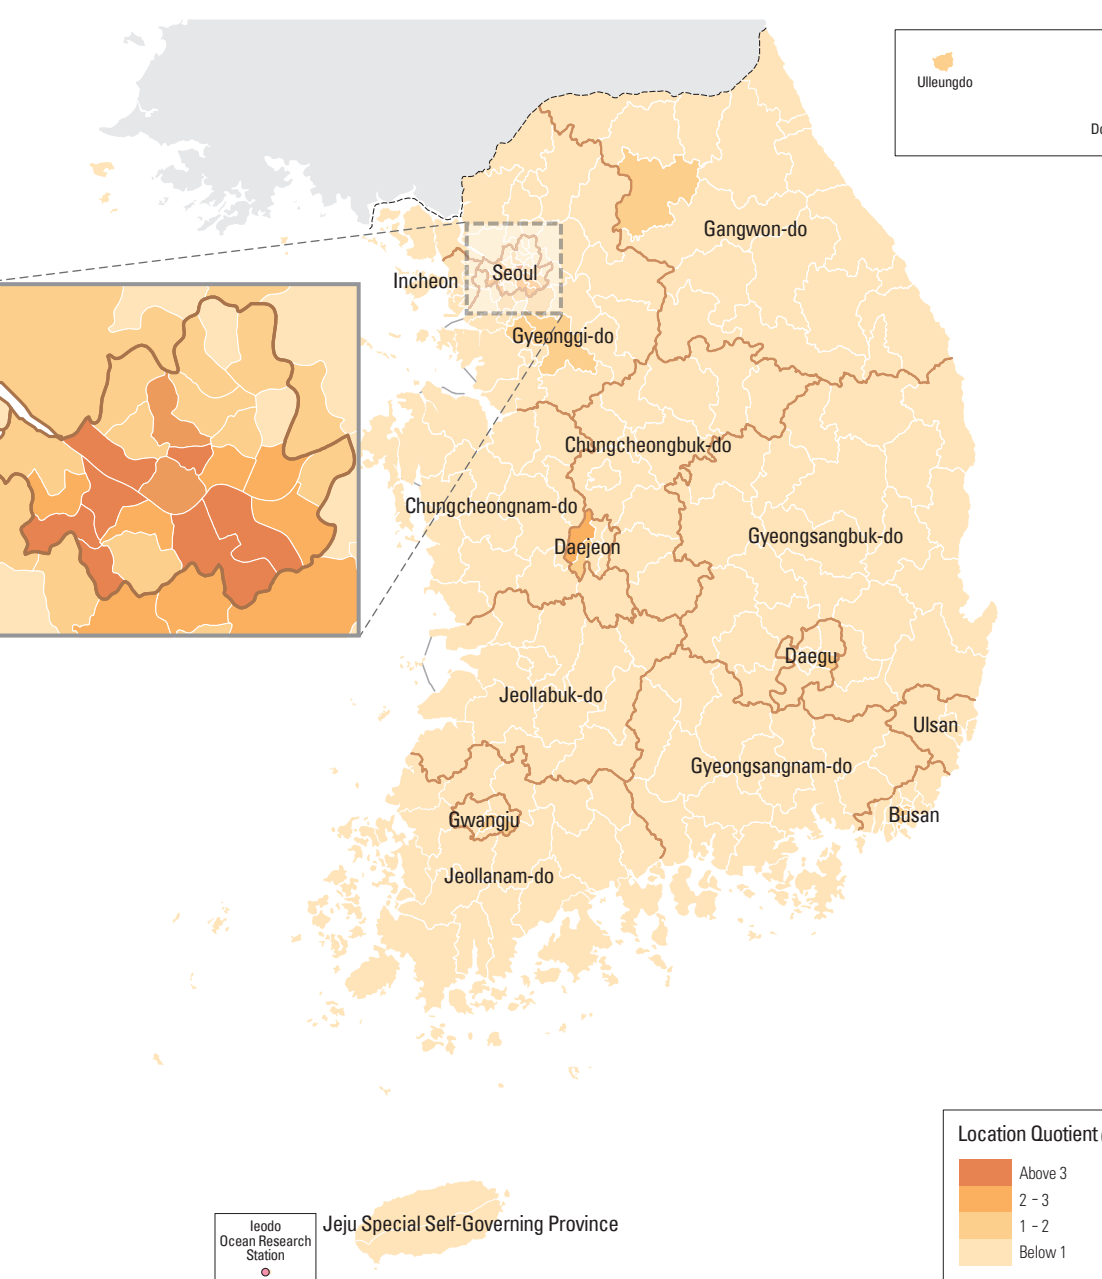 Ulleungdo
Gangwon-do
Incheon
Seoul
Gyeonggi-do
Chungcheongbuk-do
Chungcheongnam-do
Daejeon
Gyeongsangbuk-do
Daegu
Jeollabuk-do
Ulsan
Gyeongsangnam-do
Busan
Gwangju
Jeollanam-do
Location Quotient
Above 3
2 - 3
1 - 2
Below 1
Jeju Special Self-Governing Province
Ieodo
Ocean Research
Station